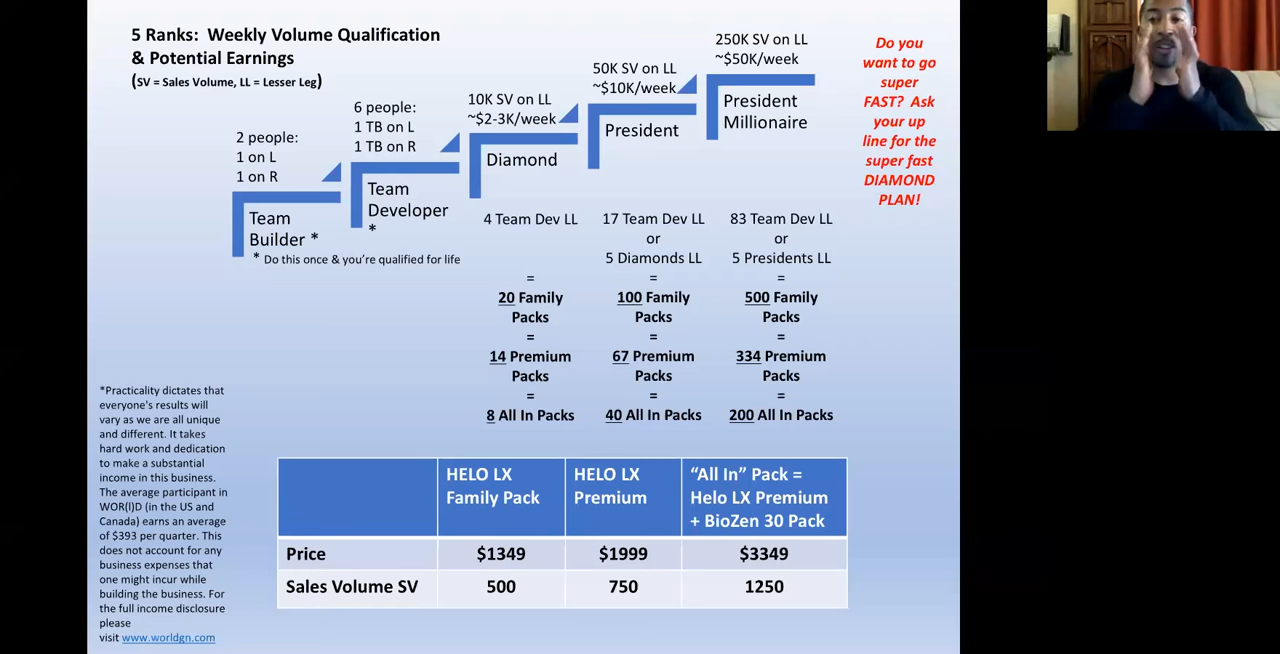 5 Ranks:  Weekly Volume Qualification
& Potential Earnings
(SV = Sales Volume, LL = Lesser Leg)
2 people:
1 on L
1 on R
Team
Builder *
6 people:
1 TB on L
1 TB on R
Team
Developer
*
* Do this once & you're qualified for life
10K SV on LL
~$2-3K/week
Diamond
50K SV on LL
~$10K/week
President
250K SV on LL
~$50K/week
President
Millionaire
Do you
want to go
super
FAST?  Ask
your up
line for the
super fast
DIAMOND
PLAN!
4 Team Dev LL
=
20 Family
Packs
=
14 Premium
Packs
=
8 All In Packs
17 Team Dev LL
or
5 Diamonds LL
=
100 Family
Packs
=
67 Premium
Packs
=
40 All In Packs
83 Team Dev LL
or
5 Presidents LL
=
500 Family
Packs
=
334 Premium
Packs
=
200 All In Packs
*Practicality dictates that
everyone's results will
vary as we are all unique
and different. It takes
hard work and dedication
to make a substantial
income in this business.
The average participant in
WOR(l)D (in the US and
Canada) earns an average
of $393 per quarter. This
does not account for any
business expenses that
one might incur while
building the business. For
the full income disclosure
please
visit www.worldgn.com
HELO LX
Family Pack
HELO LX
Premium
"All In" Pack =
Helo LX Premium
+ BioZen 30 Pack
Price $1349 $1999 $3349
Sales Volume SV 500 750 1250